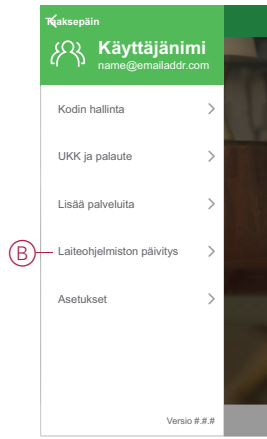 Taaksepäin
Käyttäjänimi
name@emailaddr.com
Kodin hallinta
UKK ja palaute
Lisää palveluita
B
Laiteohjelmiston päivitys
Asetukset
Versio #.#.#